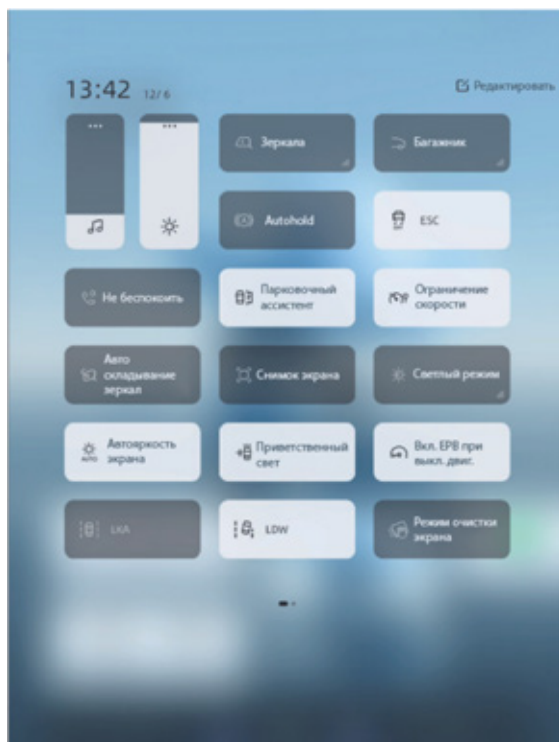 13:42 12/6
Редактировать
Зеркала
Багажник
Autohold
ESC
Не беспокоить
Парковочный
ассистент
Ограничение
скорости
Авто
складывание
зеркал
Снимок экрана
Светлый режим
Автояркость
экрана
AUTO
Приветственный
свет
Вкл. EPB при
выкл. двиг.
LKA
LDW
Режим очистки
экрана